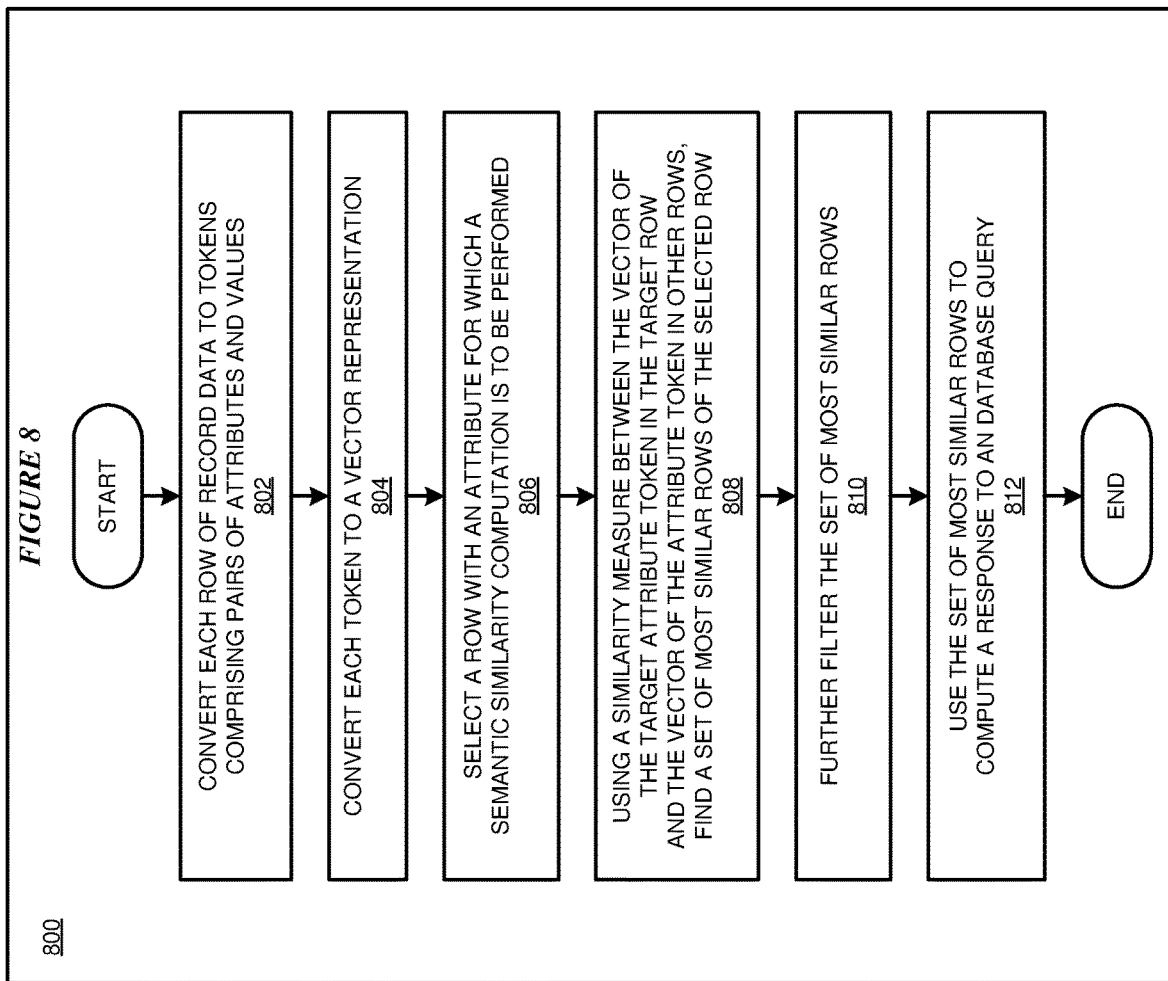 FIGURE 8
800
START
CONVERT EACH ROW OF RECORD DATA TO TOKENS
COMPRISING PAIRS OF ATTRIBUTES AND VALUES
802
CONVERT EACH TOKEN TO A VECTOR REPRESENTATION
804
SELECT A ROW WITH AN ATTRIBUTE FOR WHICH A
SEMANTIC SIMILARITY COMPUTATION IS TO BE PERFORMED
806
USING A SIMILARITY MEASURE BETWEEN THE VECTOR OF
THE TARGET ATTRIBUTE TOKEN IN THE TARGET ROW
AND THE VECTOR OF THE ATTRIBUTE TOKEN IN OTHER ROWS,
FIND A SET OF MOST SIMILAR ROWS OF THE SELECTED ROW
808
FURTHER FILTER THE SET OF MOST SIMILAR ROWS
810
USE THE SET OF MOST SIMILAR ROWS TO
COMPUTE A RESPONSE TO AN DATABASE QUERY
812
END